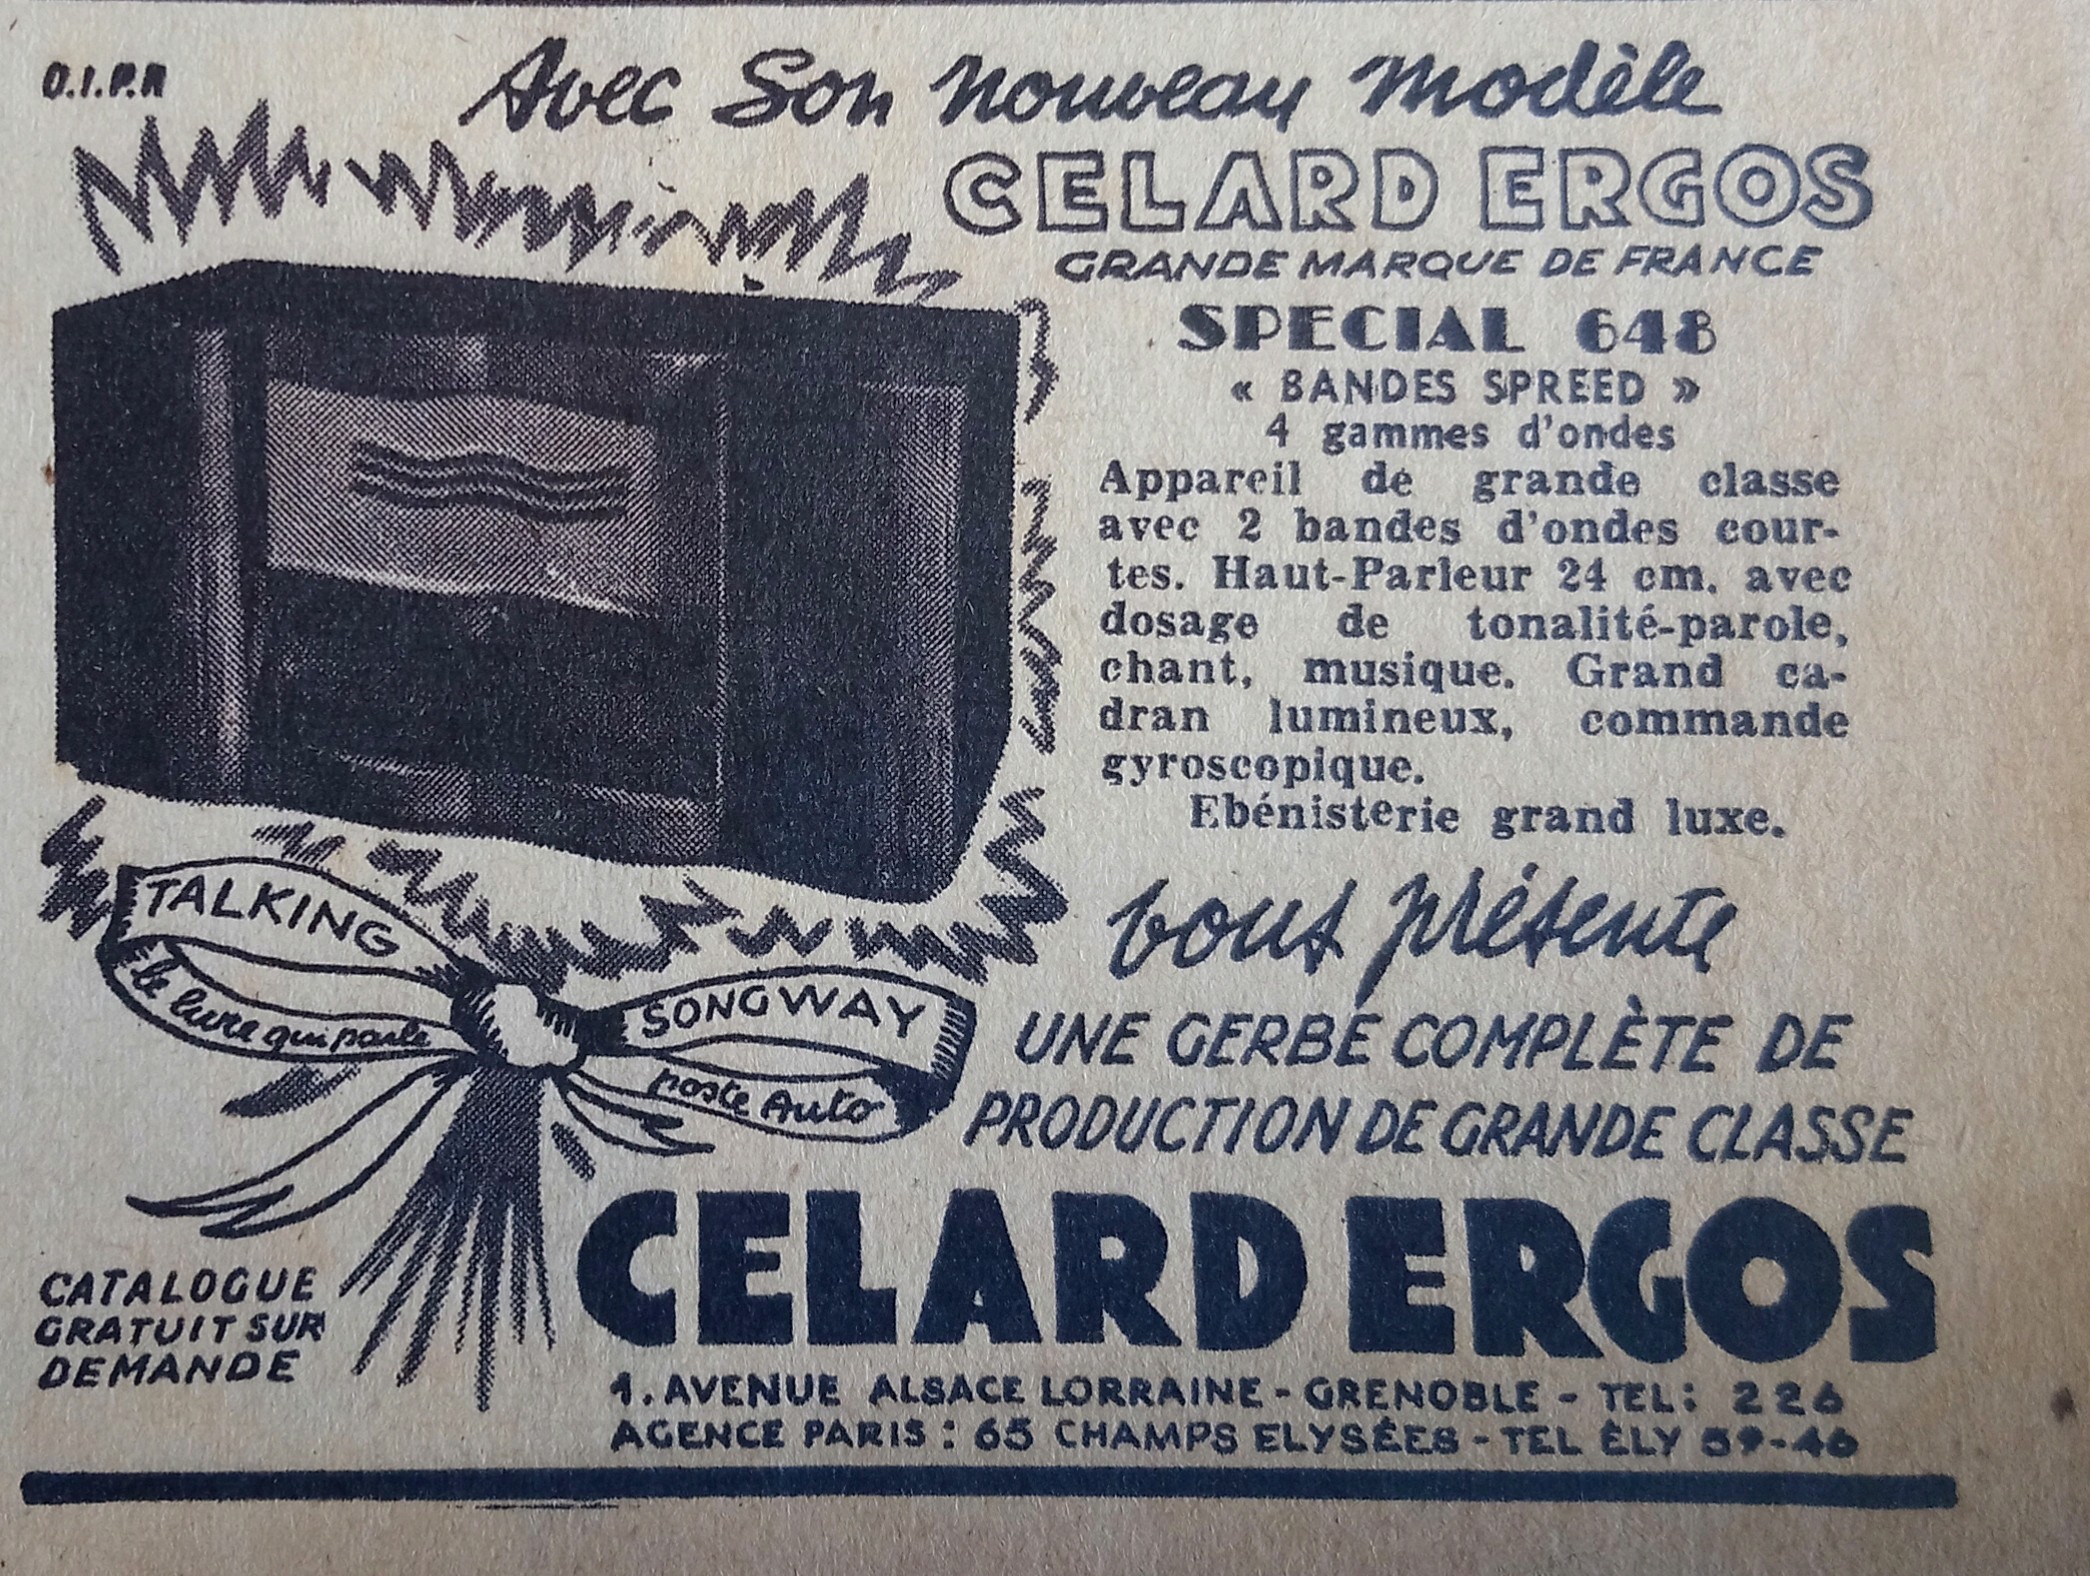 O.I.P.R
Avec Son nouveau modèle
CELARD ERGOS
GRANDE MARQUE DE FRANCE
SPECIAL 648
« BANDES SPREED »
4 gammes d'ondes
Appareil de grande classe
avec 2 bandes d'ondes cour-
tes. Haut-Parleur 24 cm. avec
dosage de tonalité-parole,
chant, musique. Grand ca-
dran lumineux, commande
gyroscopique.
Ebénisterie grand luxe.
vous présente
UNE GERBE COMPLÈTE DE
PRODUCTION DE GRANDE CLASSE
TALKING
le livre qui parle
SONGWAY
poste Auto
CATALOGUE
GRATUIT SUR
DEMANDE
CELARD ERGOS
1. AVENUE ALSACE LORRAINE - GRENOBLE - TEL: 226
AGENCE PARIS : 65 CHAMPS ELYSÉES - TEL ÉLY 59-46